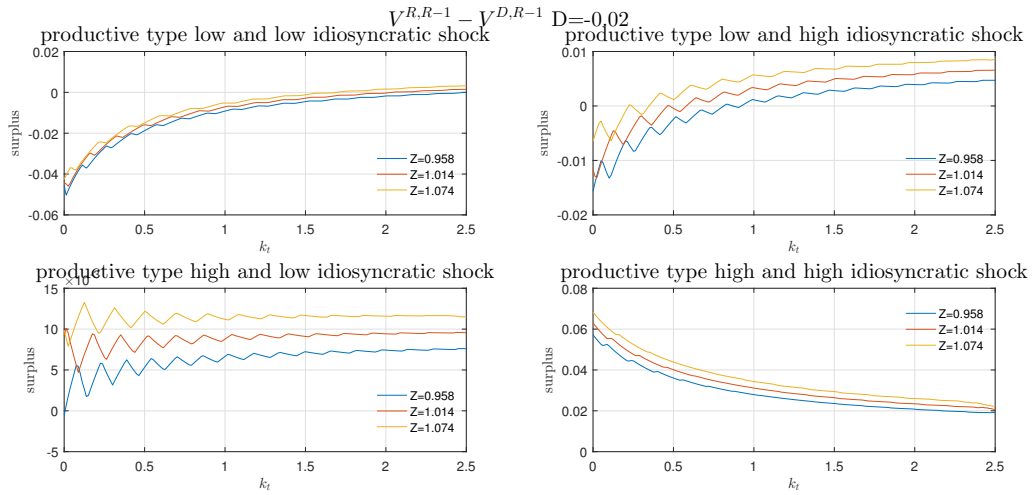 V^{R,R−1} − V^{D,R−1} D=-0.02
productive type low and low idiosyncratic shock
0.02
0
-0.02
-0.04
-0.06
surplus
Z=0.958
Z=1.014
Z=1.074
0 0.5 1 1.5 2 2.5
k_t
productive type low and high idiosyncratic shock
0.01
0
-0.01
-0.02
surplus
Z=0.958
Z=1.014
Z=1.074
0 0.5 1 1.5 2 2.5
k_t
productive type high and low idiosyncratic shock
15
10
5
0
-5
surplus
Z=0.958
Z=1.014
Z=1.074
0 0.5 1 1.5 2 2.5
k_t
productive type high and high idiosyncratic shock
0.08
0.06
0.04
0.02
0
surplus
Z=0.958
Z=1.014
Z=1.074
0 0.5 1 1.5 2 2.5
k_t